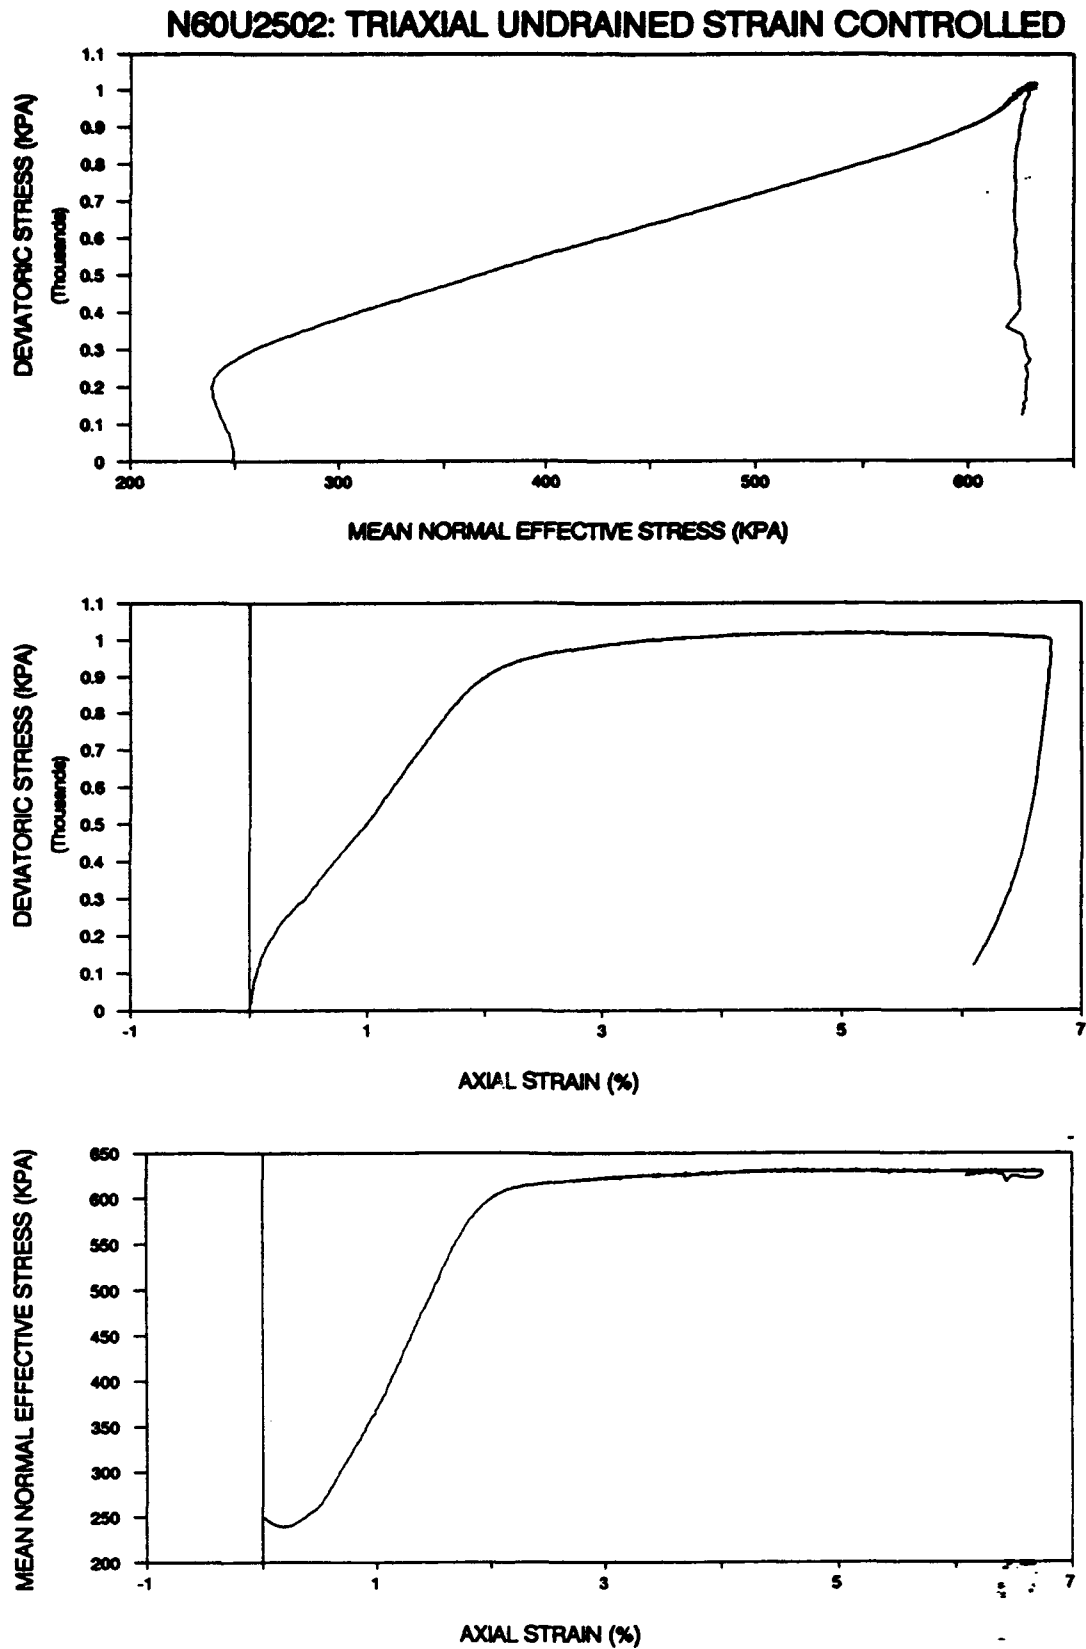 N60U2502: TRIAXIAL UNDRAINED STRAIN CONTROLLED
DEVIATORIC STRESS (KPA)
(Thousands)
1.1
1
0.9
0.8
0.7
0.6
0.5
0.4
0.3
0.2
0.1
0
200 300 400 500 600
MEAN NORMAL EFFECTIVE STRESS (KPA)
DEVIATORIC STRESS (KPA)
(Thousands)
1.1
1
0.9
0.8
0.7
0.6
0.5
0.4
0.3
0.2
0.1
0
-1 1 3 5 7
AXIAL STRAIN (%)
MEAN NORMAL EFFECTIVE STRESS (KPA)
650
600
550
500
450
400
350
300
250
200
-1 1 3 5 7
AXIAL STRAIN (%)